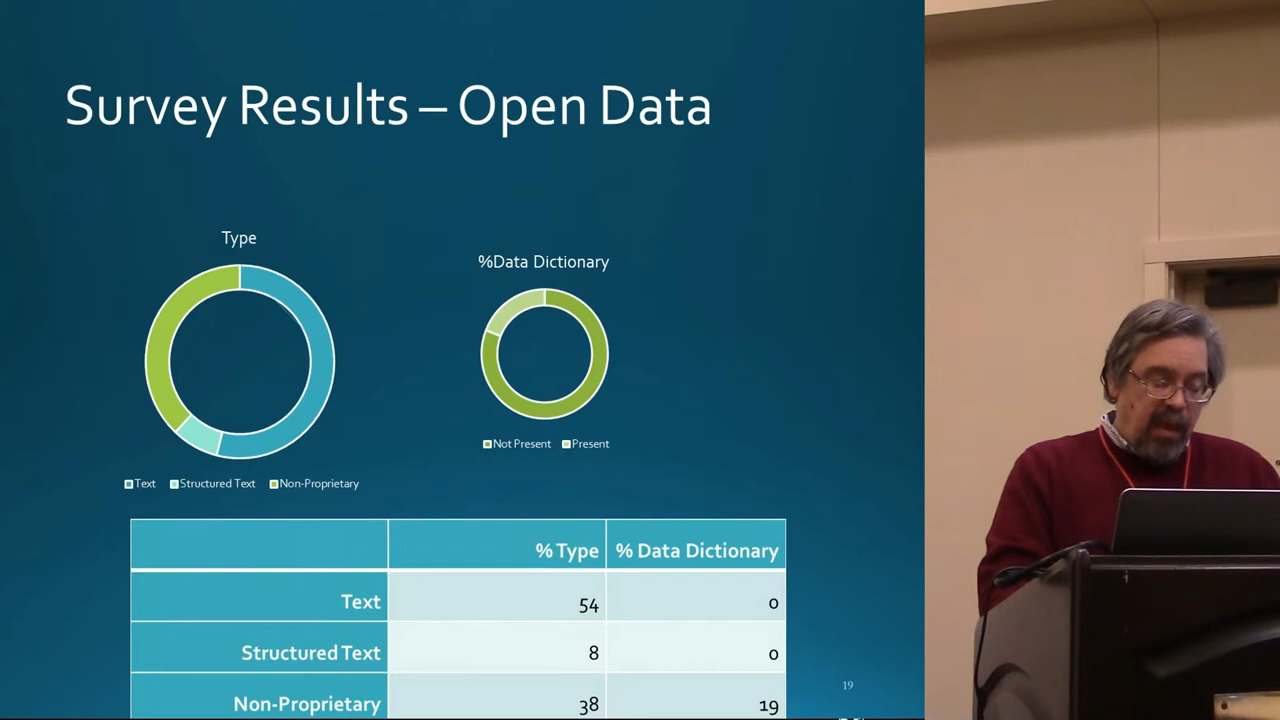 Survey Results – Open Data
Type
%Data Dictionary
Not Present Present
Text Structured Text Non-Proprietary
% Type % Data Dictionary
Text 54 0
Structured Text 8 0
Non-Proprietary 38 19
19